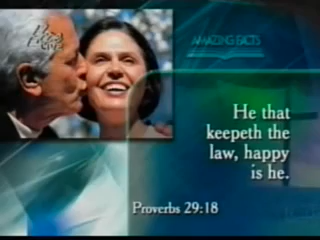 AMAZING FACTS
He that
keepeth the
law, happy
is he.
Proverbs 29:18